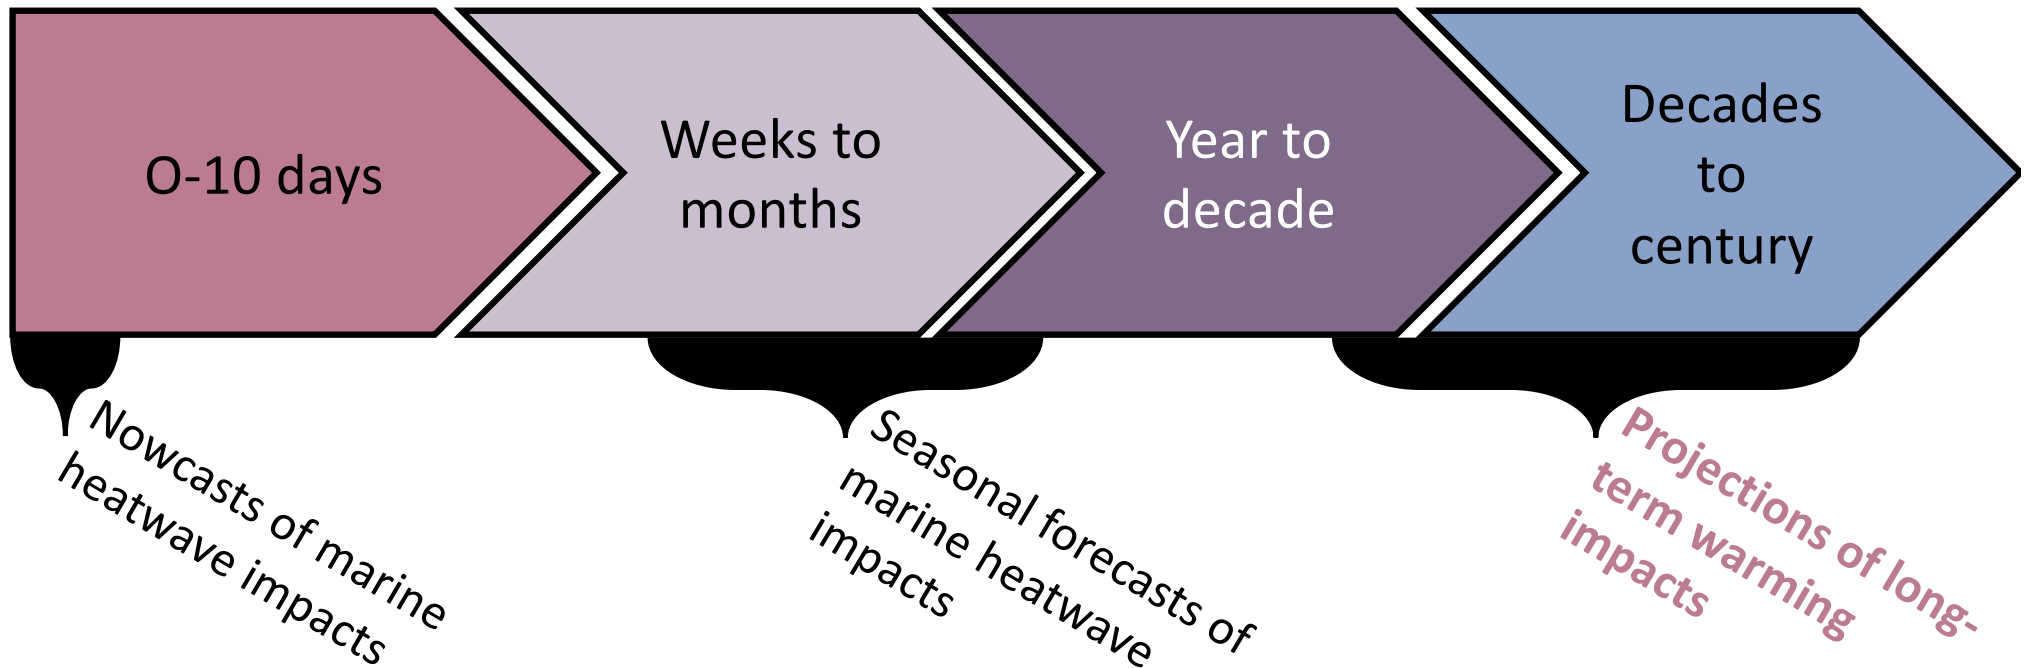 O-10 days
Weeks to
months
Year to
decade
Decades
to
century
Nowcasts of marine
heatwave impacts
Seasonal forecasts of
marine heatwave
impacts
Projections of long-
term warming
impacts